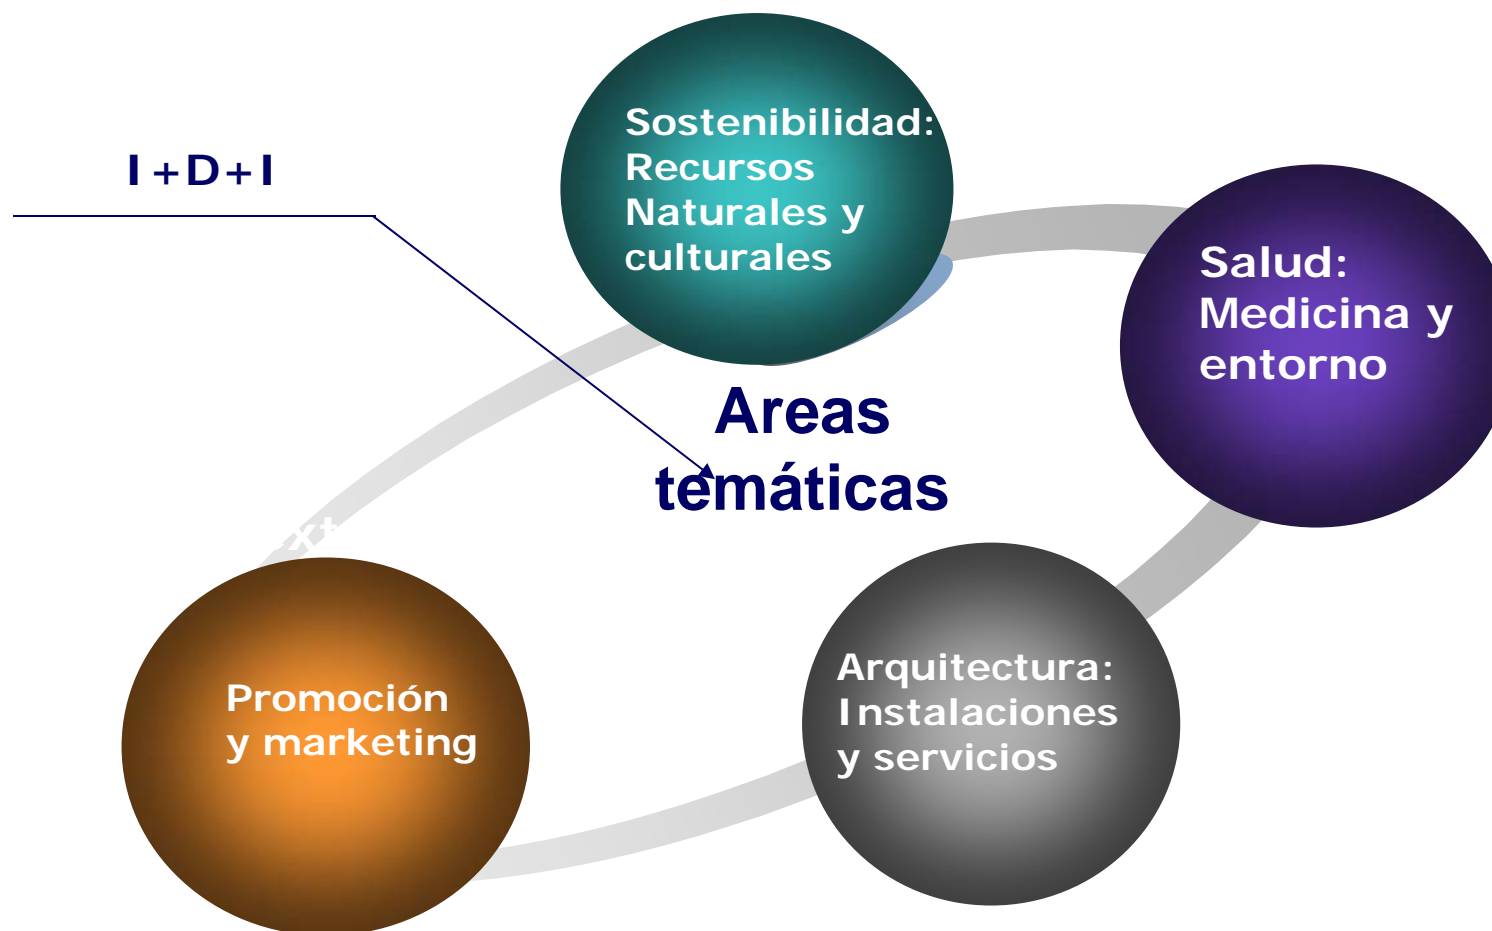 I+D+I
Sostenibilidad:
Recursos
Naturales y
culturales
Salud:
Medicina y
entorno
Areas
temáticas
Arquitectura:
Instalaciones
y servicios
Promoción
y marketing